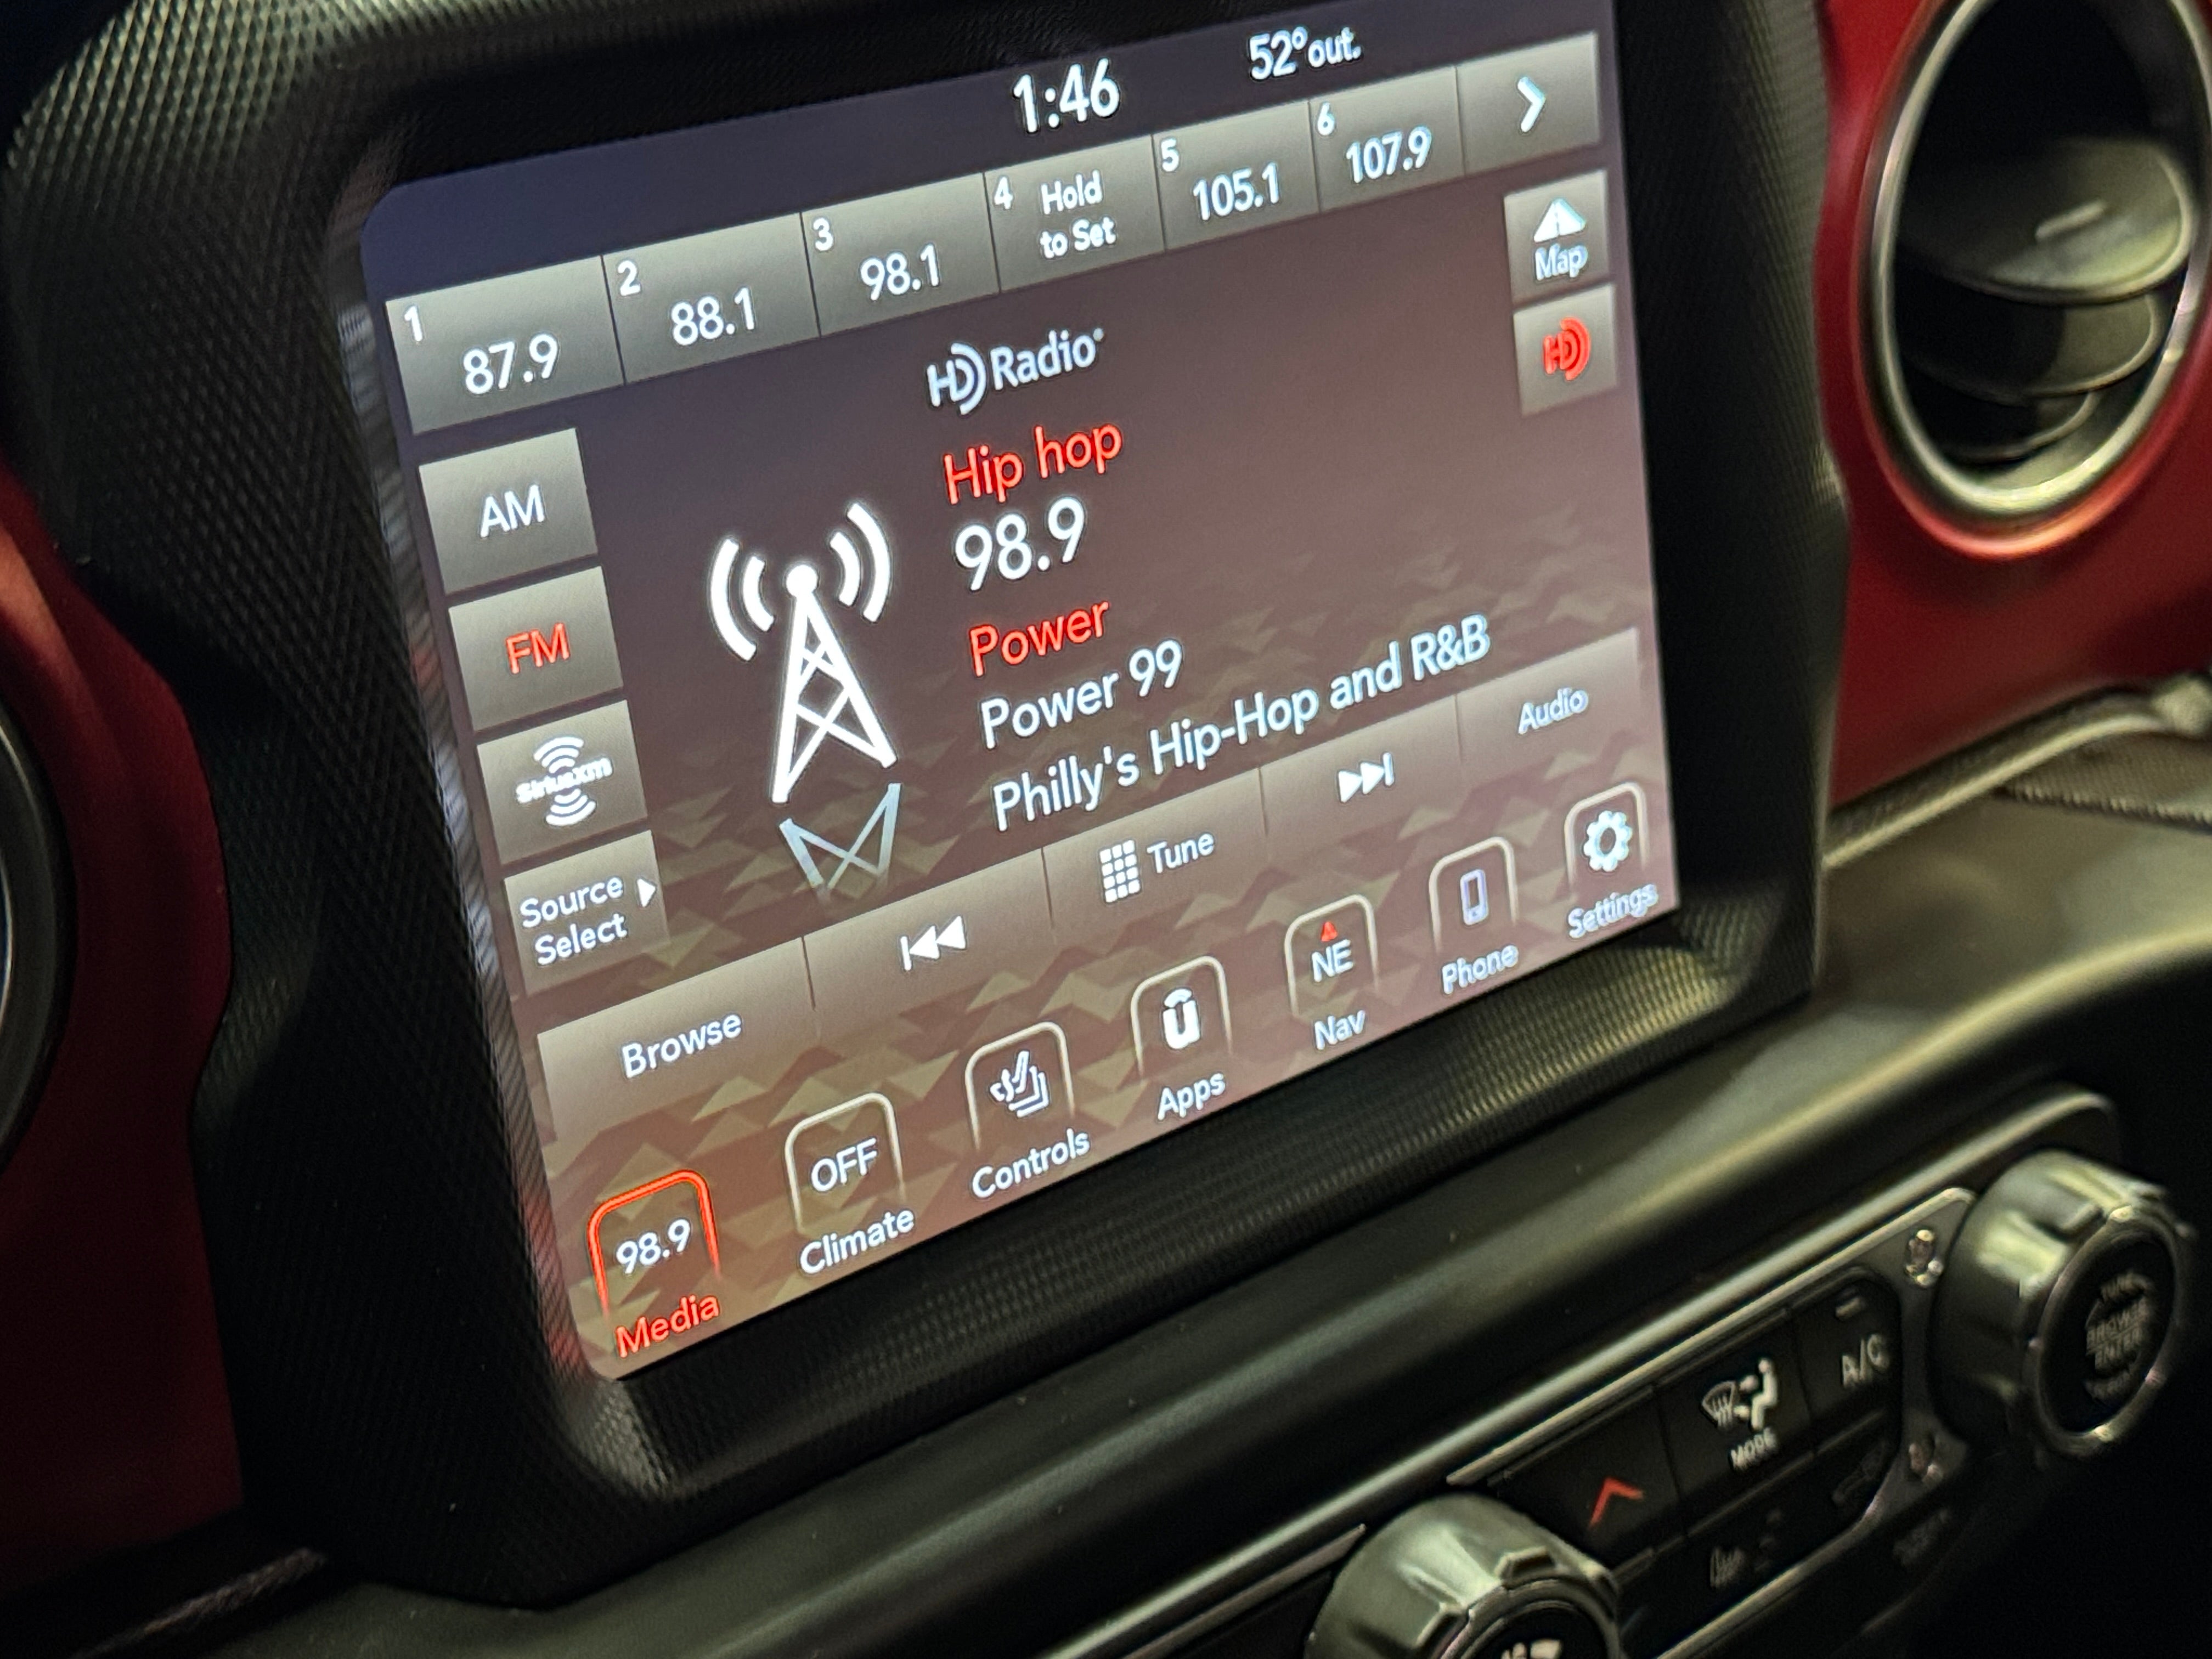 1:46
52°out.
1
87.9
2
88.1
3
98.1
4
Hold
to Set
5
105.1
6
107.9
Map
HD
HD Radio
AM
FM
SiriusXM
Source
Select
Hip hop
98.9
Power
Power 99
Philly's Hip-Hop and R&B
Browse
Tune
Audio
98.9
Media
OFF
Climate
Controls
Apps
NE
Nav
Phone
Settings
MODE
A/C